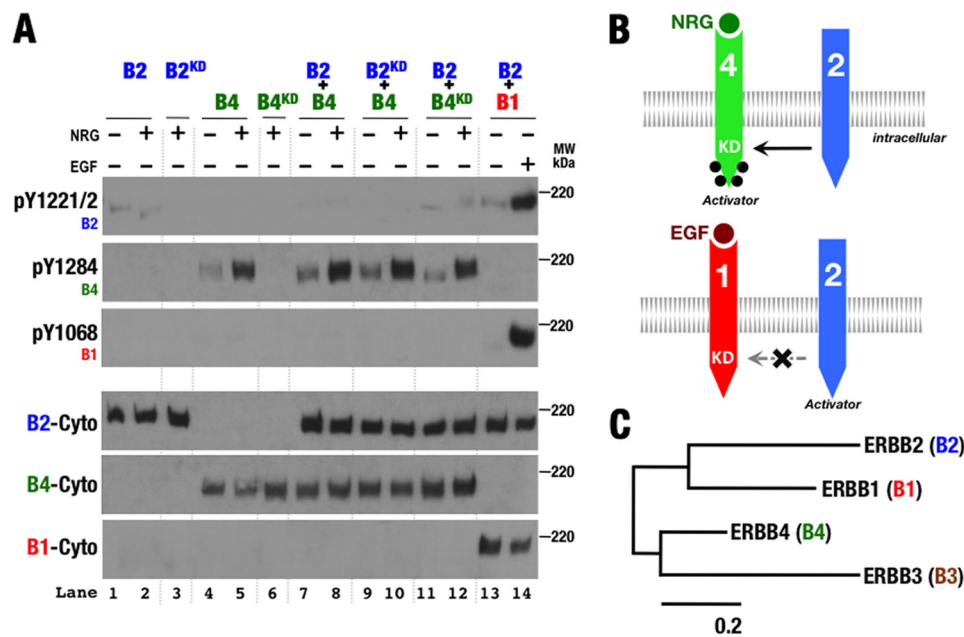 A
B2 B2KD B2 B2KD B2 B2
+ + + +
B4 B4KD B4 B4 B4KD B1
NRG − + + − + + − + − + − + − −
EGF − − − − − − − − − − − − − +
MW
kDa
pY1221/2
B2
−220
pY1284
B4
−220
pY1068
B1
−220
B2-Cyto
−220
B4-Cyto
−220
B1-Cyto
−220
Lane 1 2 3 4 5 6 7 8 9 10 11 12 13 14
B
NRG
4 2
intracellular
KD
Activator
EGF
1 2
KD
Activator
C
ERBB2 (B2)
ERBB1 (B1)
ERBB4 (B4)
ERBB3 (B3)
0.2